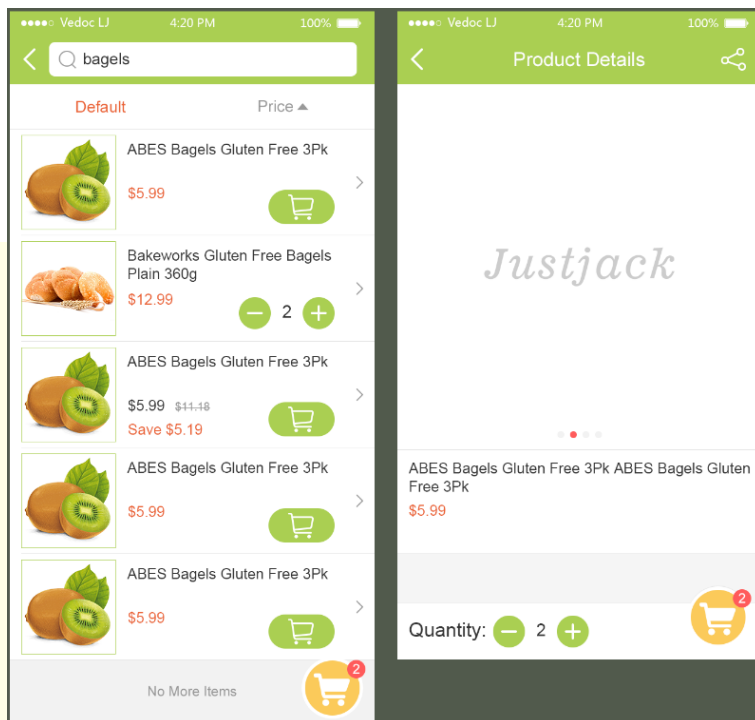 Vedoc LJ 4:20 PM 100%
bagels
Default Price
ABES Bagels Gluten Free 3Pk
$5.99
Bakeworks Gluten Free Bagels
Plain 360g
$12.99
2
ABES Bagels Gluten Free 3Pk
$5.99 $11.18
Save $5.19
ABES Bagels Gluten Free 3Pk
$5.99
ABES Bagels Gluten Free 3Pk
$5.99
No More Items
2
Vedoc LJ 4:20 PM 100%
Product Details
Justjack
ABES Bagels Gluten Free 3Pk ABES Bagels Gluten
Free 3Pk
$5.99
2
Quantity: 2